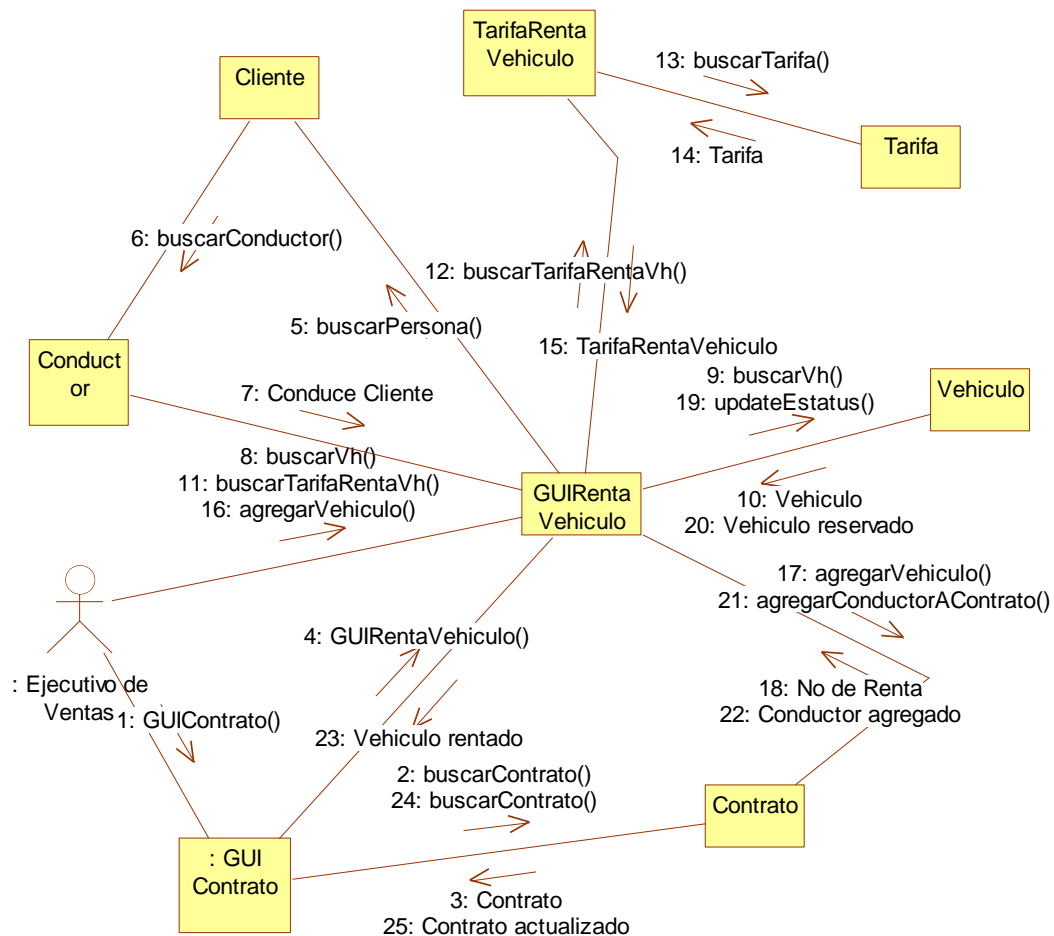 TarifaRenta
Vehiculo
13: buscarTarifa()
Cliente
14: Tarifa
Tarifa
6: buscarConductor()
12: buscarTarifaRentaVh()
5: buscarPersona()
15: TarifaRentaVehiculo
Conduct
or
9: buscarVh()
19: updateEstatus()
Vehiculo
7: Conduce Cliente
8: buscarVh()
11: buscarTarifaRentaVh()
16: agregarVehiculo()
GUIRenta
Vehiculo
10: Vehiculo
20: Vehiculo reservado
17: agregarVehiculo()
21: agregarConductorAContrato()
4: GUIRentaVehiculo()
: Ejecutivo de
Ventas
1: GUIContrato()
18: No de Renta
22: Conductor agregado
23: Vehiculo rentado
2: buscarContrato()
24: buscarContrato()
Contrato
: GUI
Contrato
3: Contrato
25: Contrato actualizado